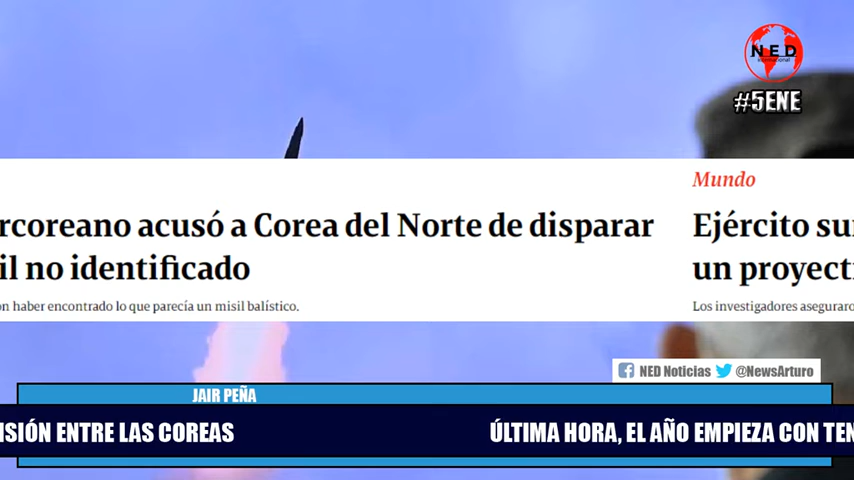 NED
international
#5ENE
Mundo
rcoreano acusó a Corea del Norte de disparar
il no identificado
on haber encontrado lo que parecía un misil balístico.
Ejército su
un proyecti
Los investigadores aseguraro
NED Noticias @NewsArturo
JAIR PEÑA
ISIÓN ENTRE LAS COREAS
ÚLTIMA HORA, EL AÑO EMPIEZA CON TEN